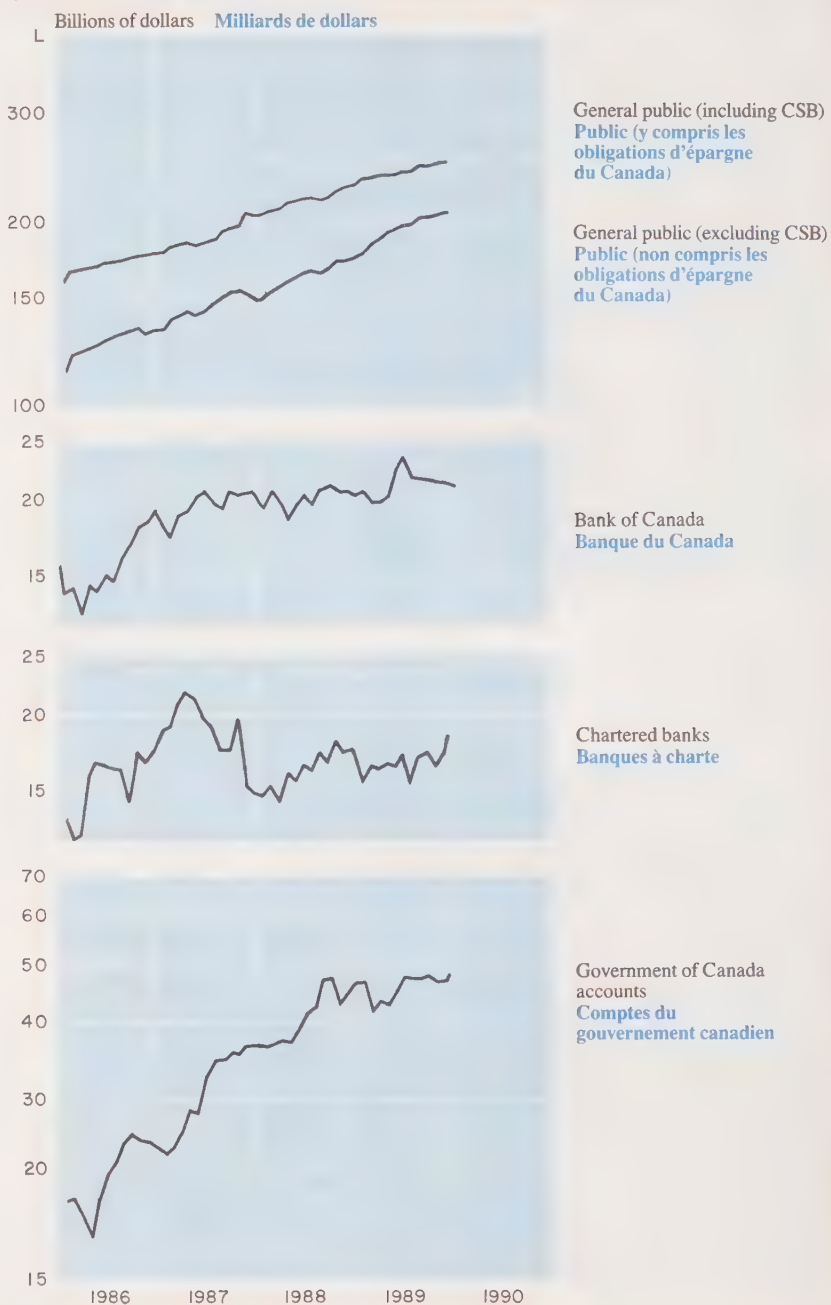 Billions of dollars Milliards de dollars
L
300
200
150
100
General public (including CSB)
Public (y compris les
obligations d'épargne
du Canada)
General public (excluding CSB)
Public (non compris les
obligations d'épargne
du Canada)
25
20
15
Bank of Canada
Banque du Canada
25
20
15
Chartered banks
Banques à charte
70
60
50
40
30
20
15
Government of Canada
accounts
Comptes du
gouvernement canadien
1986 1987 1988 1989 1990